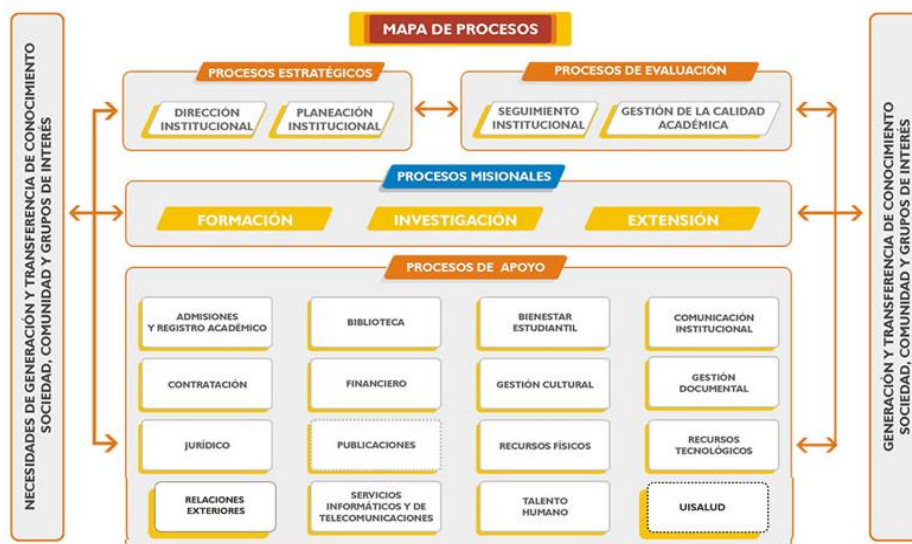 MAPA DE PROCESOS
NECESIDADES DE GENERACIÓN Y TRANSFERENCIA DE CONOCIMIENTO
SOCIEDAD, COMUNIDAD Y GRUPOS DE INTERÉS
PROCESOS ESTRATÉGICOS
DIRECCIÓN
INSTITUCIONAL
PLANEACIÓN
INSTITUCIONAL
PROCESOS DE EVALUACIÓN
SEGUIMIENTO
INSTITUCIONAL
GESTIÓN DE LA CALIDAD
ACADÉMICA
PROCESOS MISIONALES
FORMACIÓN
INVESTIGACIÓN
EXTENSIÓN
PROCESOS DE APOYO
ADMISIONES
Y REGISTRO ACADÉMICO
BIBLIOTECA
BIENESTAR
ESTUDIANTIL
COMUNICACIÓN
INSTITUCIONAL
CONTRATACIÓN
FINANCIERO
GESTIÓN CULTURAL
GESTIÓN
DOCUMENTAL
JURÍDICO
PUBLICACIONES
RECURSOS FÍSICOS
RECURSOS
TECNOLÓGICOS
RELACIONES
EXTERIORES
SERVICIOS
INFORMÁTICOS Y DE
TELECOMUNICACIONES
TALENTO
HUMANO
UISALUD
GENERACIÓN Y TRANSFERENCIA DE CONOCIMIENTO
SOCIEDAD, COMUNIDAD Y GRUPOS DE INTERÉS